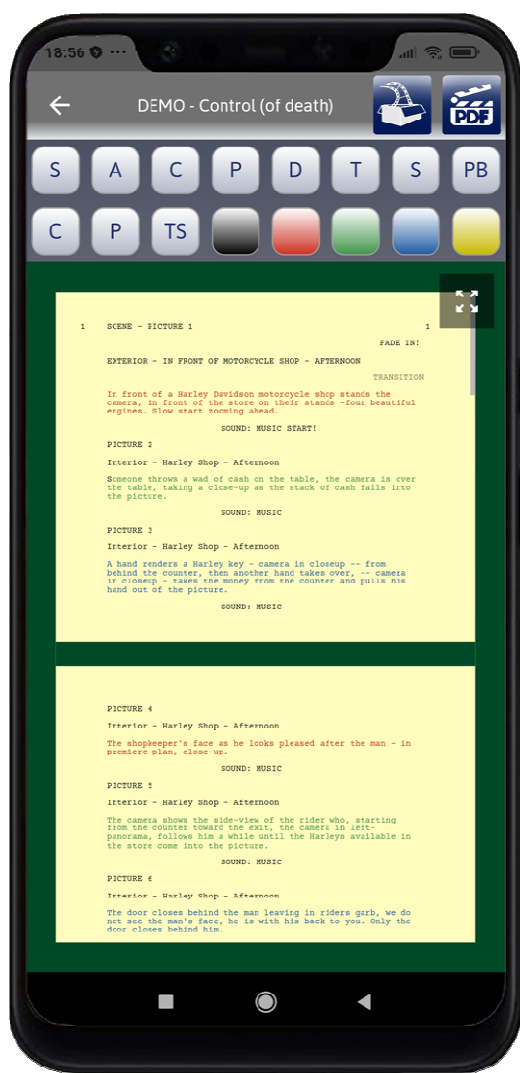 18:56
DEMO - Control (of death)
PDF
S A C P D T S PB
C P TS
1 SCENE - PICTURE 1 1
FADE IN!
EXTERIOR - IN FRONT OF MOTORCYCLE SHOP - AFTERNOON
TRANSITION
In front of a Harley Davidson motorcycle shop stands the
camera, in front of the store on their stands -four beautiful
engines. Slow start zooming ahead.
SOUND: MUSIC START!
PICTURE 2
Interior - Harley Shop - Afternoon
Someone throws a wad of cash on the table, the camera is over
the table, taking a close-up as the stack of cash falls into
the picture.
SOUND: MUSIC
PICTURE 3
Interior - Harley Shop - Afternoon
A hand renders a Harley key - camera in closeup -- from
behind the counter, then another hand takes over, -- camera
in closeup - takes the money from the counter and pulls his
hand out of the picture.
SOUND: MUSIC
PICTURE 4
Interior - Harley Shop - Afternoon
The shopkeeper's face as he looks pleased after the man - in
premiere plan, close up.
SOUND: MUSIC
PICTURE 5
Interior - Harley Shop - Afternoon
The camera shows the side-view of the rider who, starting
from the counter toward the exit, the camera in left-
panorama, follows him a while until the Harleys available in
the store come into the picture.
SOUND: MUSIC
PICTURE 6
Interior - Harley Shop - Afternoon
The door closes behind the man leaving in riders garb, we do
not see the man's face, he is with his back to you. Only the
door closes behind him.